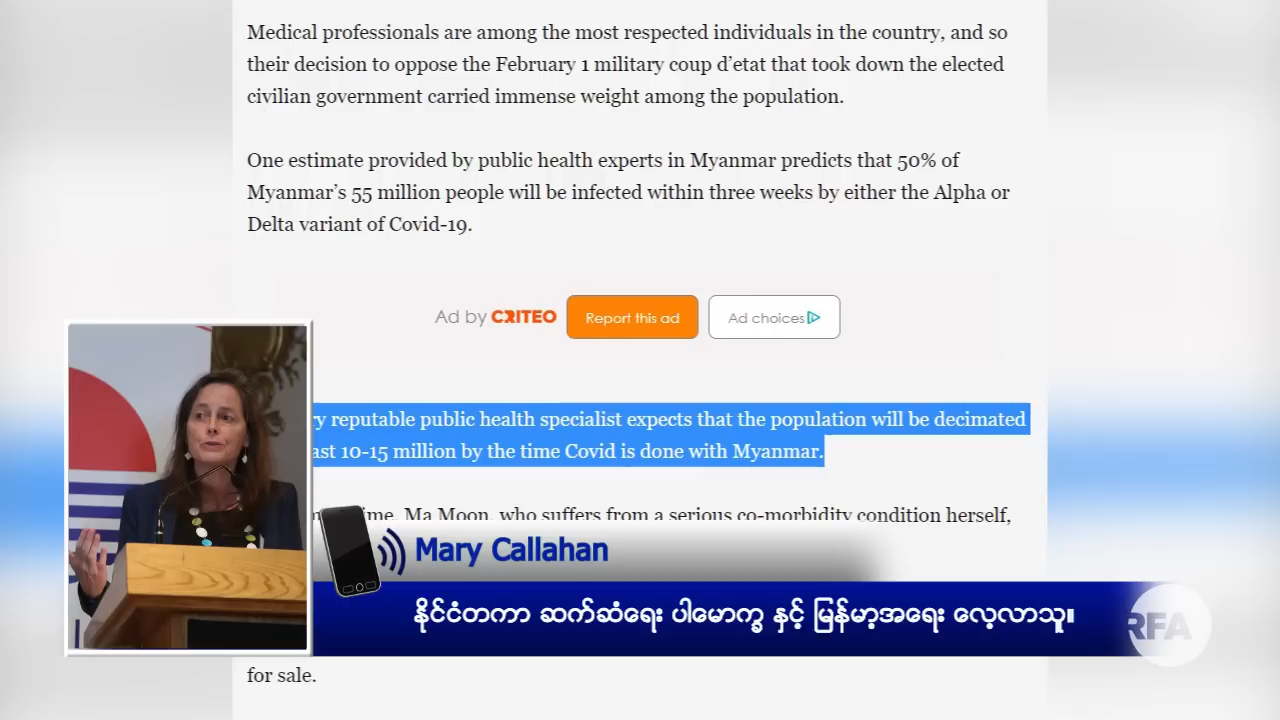 Medical professionals are among the most respected individuals in the country, and so
their decision to oppose the February 1 military coup d’etat that took down the elected
civilian government carried immense weight among the population.
One estimate provided by public health experts in Myanmar predicts that 50% of
Myanmar’s 55 million people will be infected within three weeks by either the Alpha or
Delta variant of Covid-19.
Ad by CRITEO
Report this ad
Ad choices
reputable public health specialist expects that the population will be decimated
10-15 million by the time Covid is done with Myanmar.
Ma Moon, who suffers from a serious co-morbidity condition herself,
Mary Callahan
နိုင်ငံတကာ ဆက်ဆံရေး ပါမောက္ခ နှင့် မြန်မာ့အရေး လေ့လာသူ။
RFA
for sale.